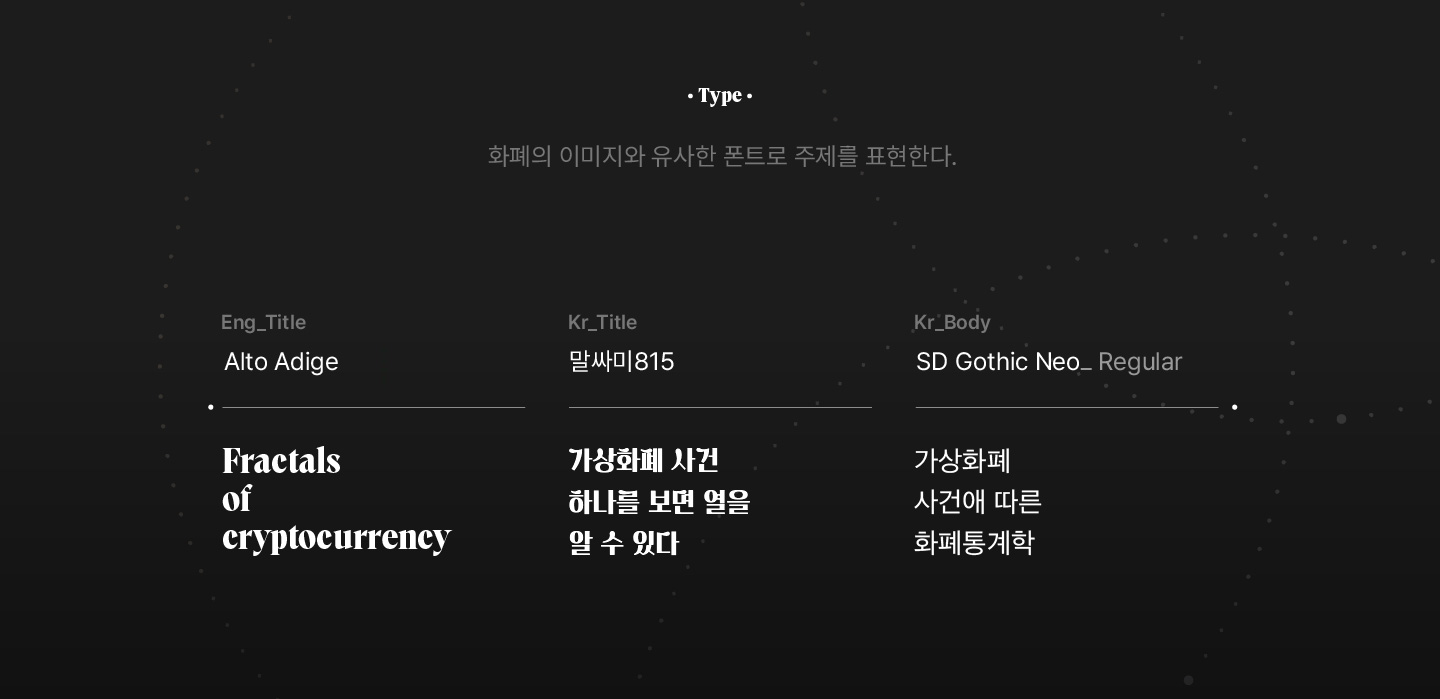 · Type ·
화폐의 이미지와 유사한 폰트로 주제를 표현한다.
Eng_Title
Alto Adige
Fractals
of
cryptocurrency
Kr_Title
말싸미815
가상화폐 사건
하나를 보면 열을
알 수 있다
Kr_Body
SD Gothic Neo_ Regular
가상화폐
사건애 따른
화폐통계학